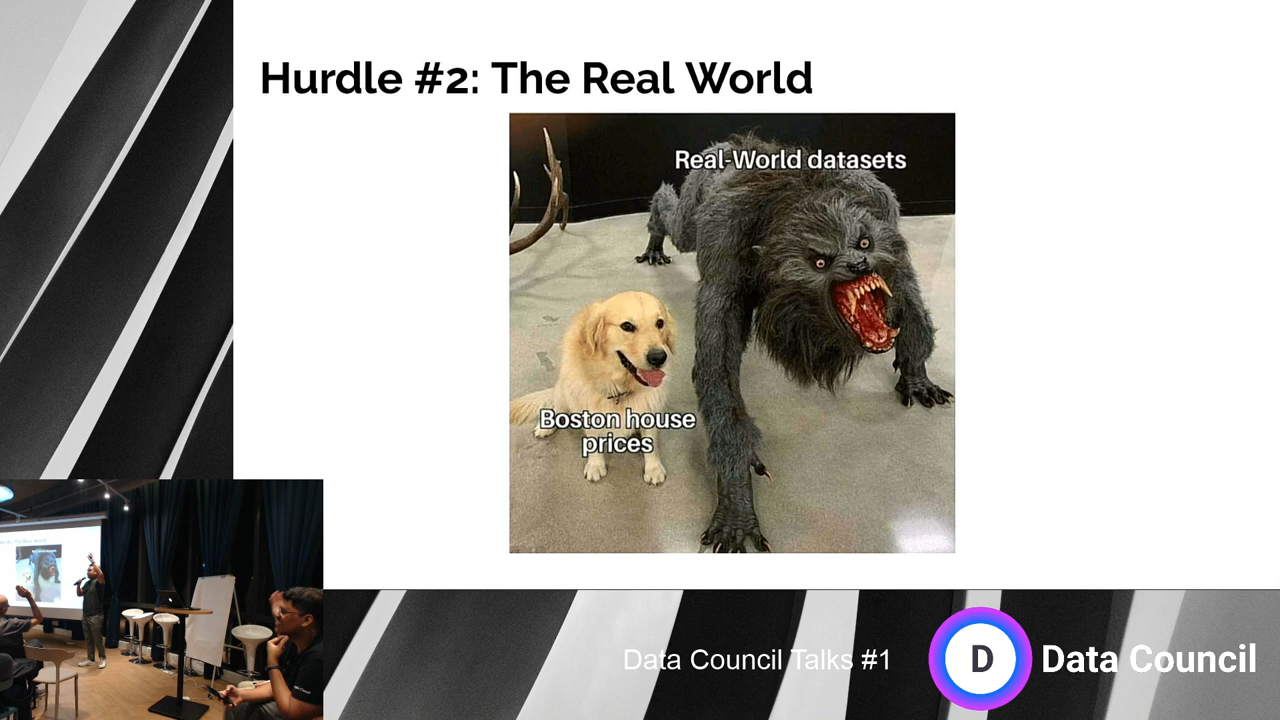 Hurdle #2: The Real World
Real-World datasets
Boston house
prices
Data Council Talks #1
D
Data Council